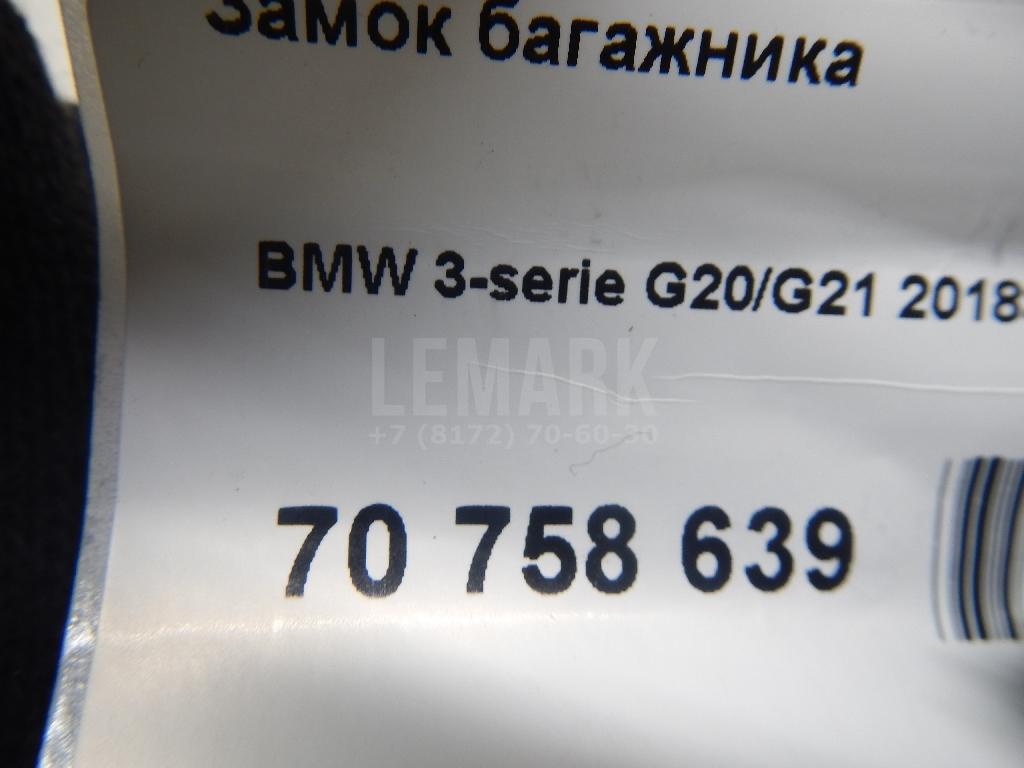 Замок багажника
BMW 3-serie G20/G21 2018-
LEMARK
+7 (8172) 70-60-30
70 758 639